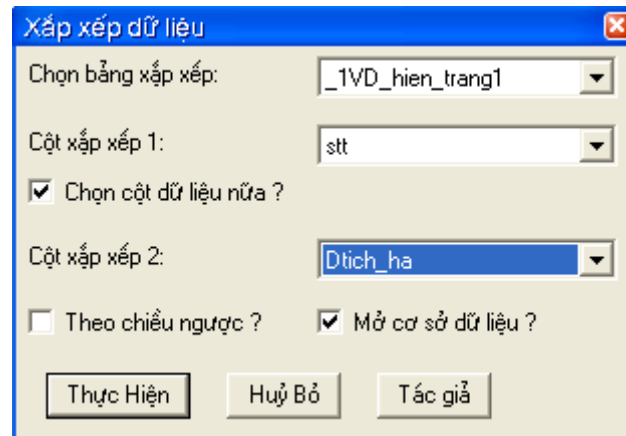 Xắp xếp dữ liệu
Chọn bảng xắp xếp:
_1VD_hien_trang1
Cột xắp xếp 1:
stt
Chọn cột dữ liệu nữa ?
Cột xắp xếp 2:
Dtich_ha
Theo chiều ngược ?
Mở cơ sở dữ liệu ?
Thực Hiện
Huỷ Bỏ
Tác giả